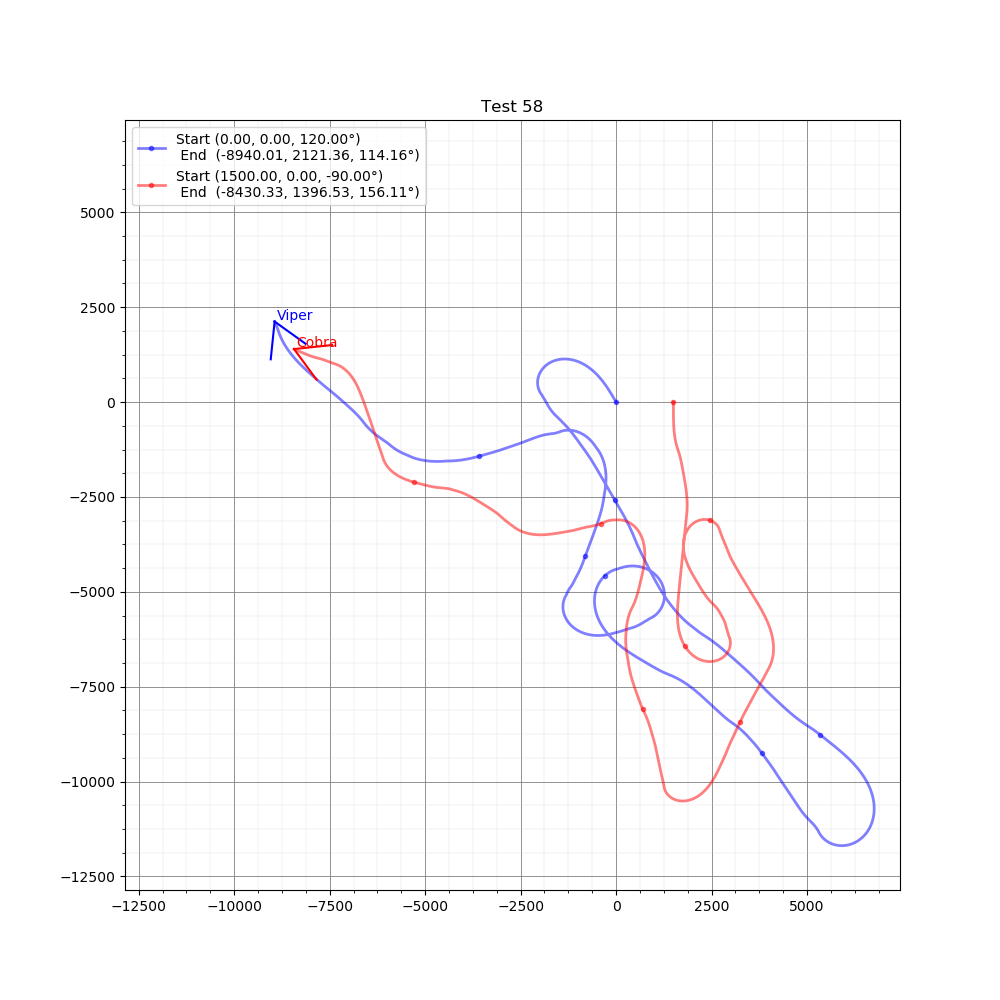 Test 58
Start (0.00, 0.00, 120.00°)
End  (-8940.01, 2121.36, 114.16°)
Start (1500.00, 0.00, -90.00°)
End  (-8430.33, 1396.53, 156.11°)
5000
2500
0
−2500
−5000
−7500
−10000
−12500
Viper
Cobra
−12500 −10000 −7500 −5000 −2500 0 2500 5000